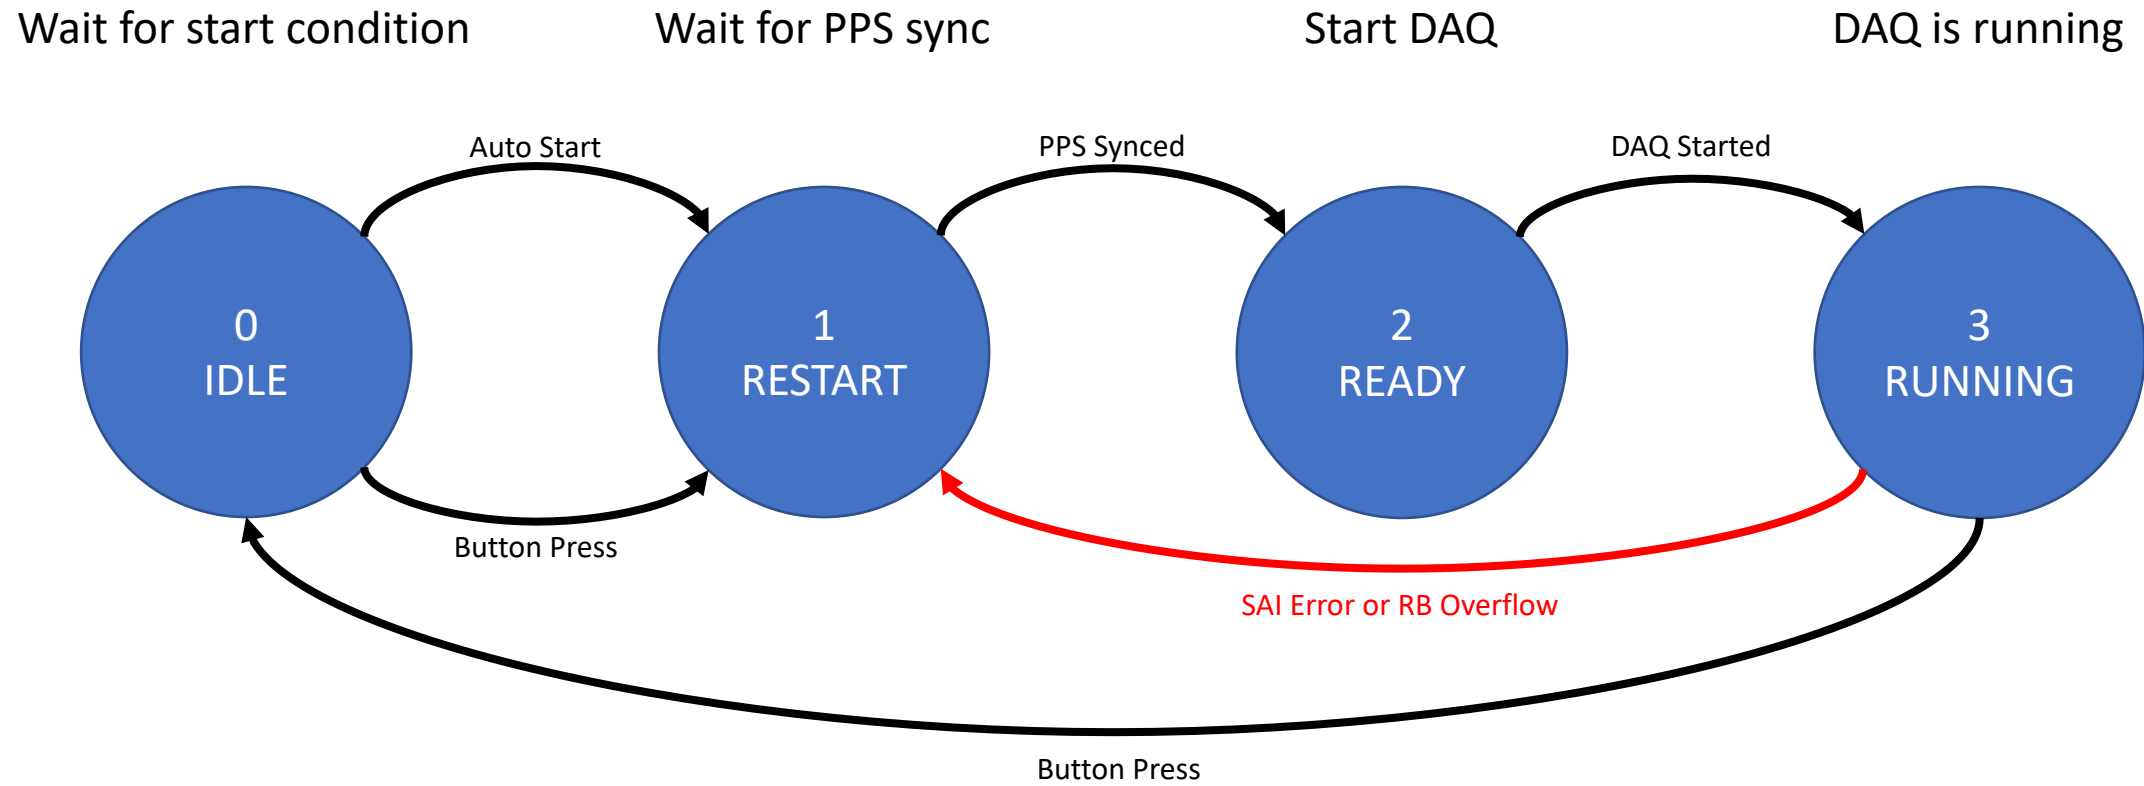 Wait for start condition
Wait for PPS sync
Start DAQ
DAQ is running
Auto Start
PPS Synced
DAQ Started
0
IDLE
1
RESTART
2
READY
3
RUNNING
Button Press
SAI Error or RB Overflow
Button Press